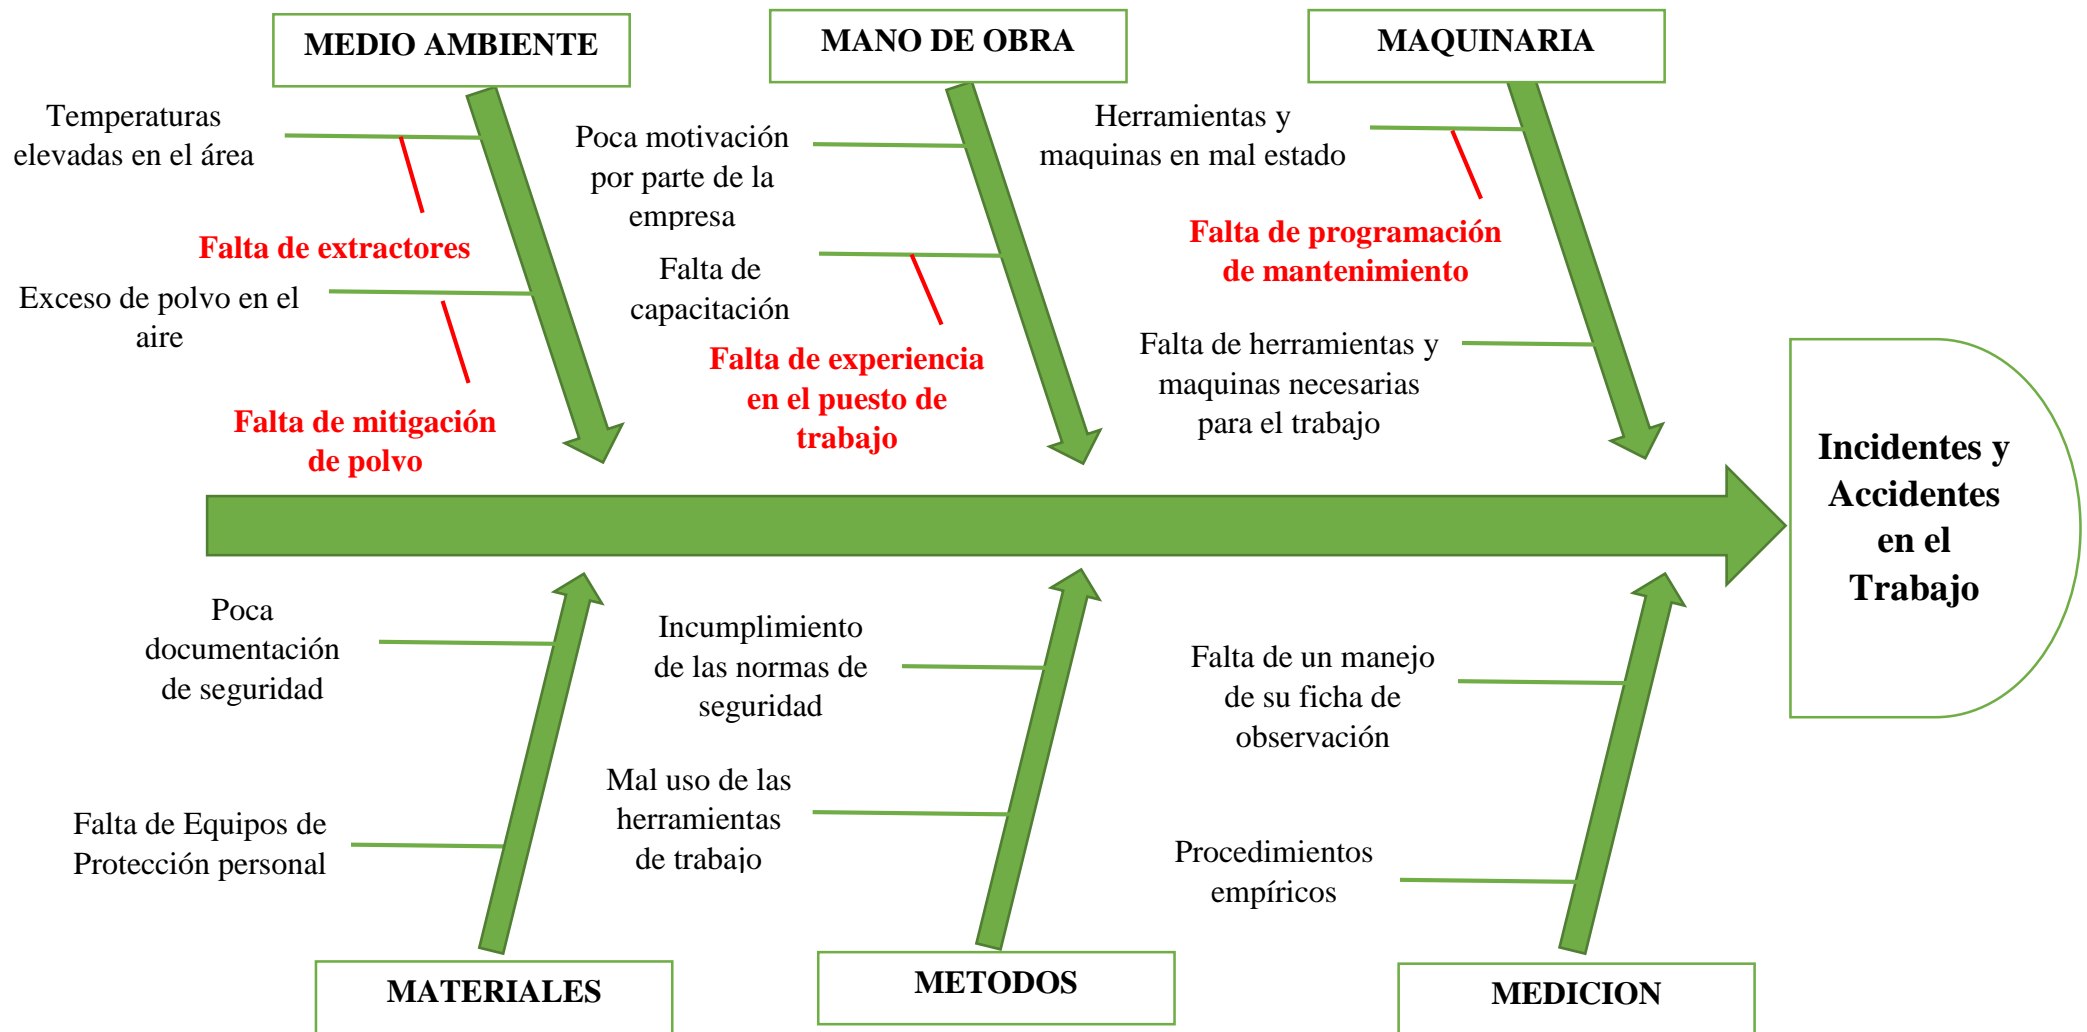 MEDIO AMBIENTE
Temperaturas
elevadas en el área
Falta de extractores
Exceso de polvo en el
aire
Falta de mitigación
de polvo
MANO DE OBRA
Poca motivación
por parte de la
empresa
Falta de
capacitación
Falta de experiencia
en el puesto de
trabajo
MAQUINARIA
Herramientas y
maquinas en mal estado
Falta de programación
de mantenimiento
Falta de herramientas y
maquinas necesarias
para el trabajo
Incidentes y
Accidentes
en el
Trabajo
Poca
documentación
de seguridad
Falta de Equipos de
Protección personal
MATERIALES
Incumplimiento
de las normas de
seguridad
Mal uso de las
herramientas
de trabajo
METODOS
Falta de un manejo
de su ficha de
observación
Procedimientos
empíricos
MEDICION